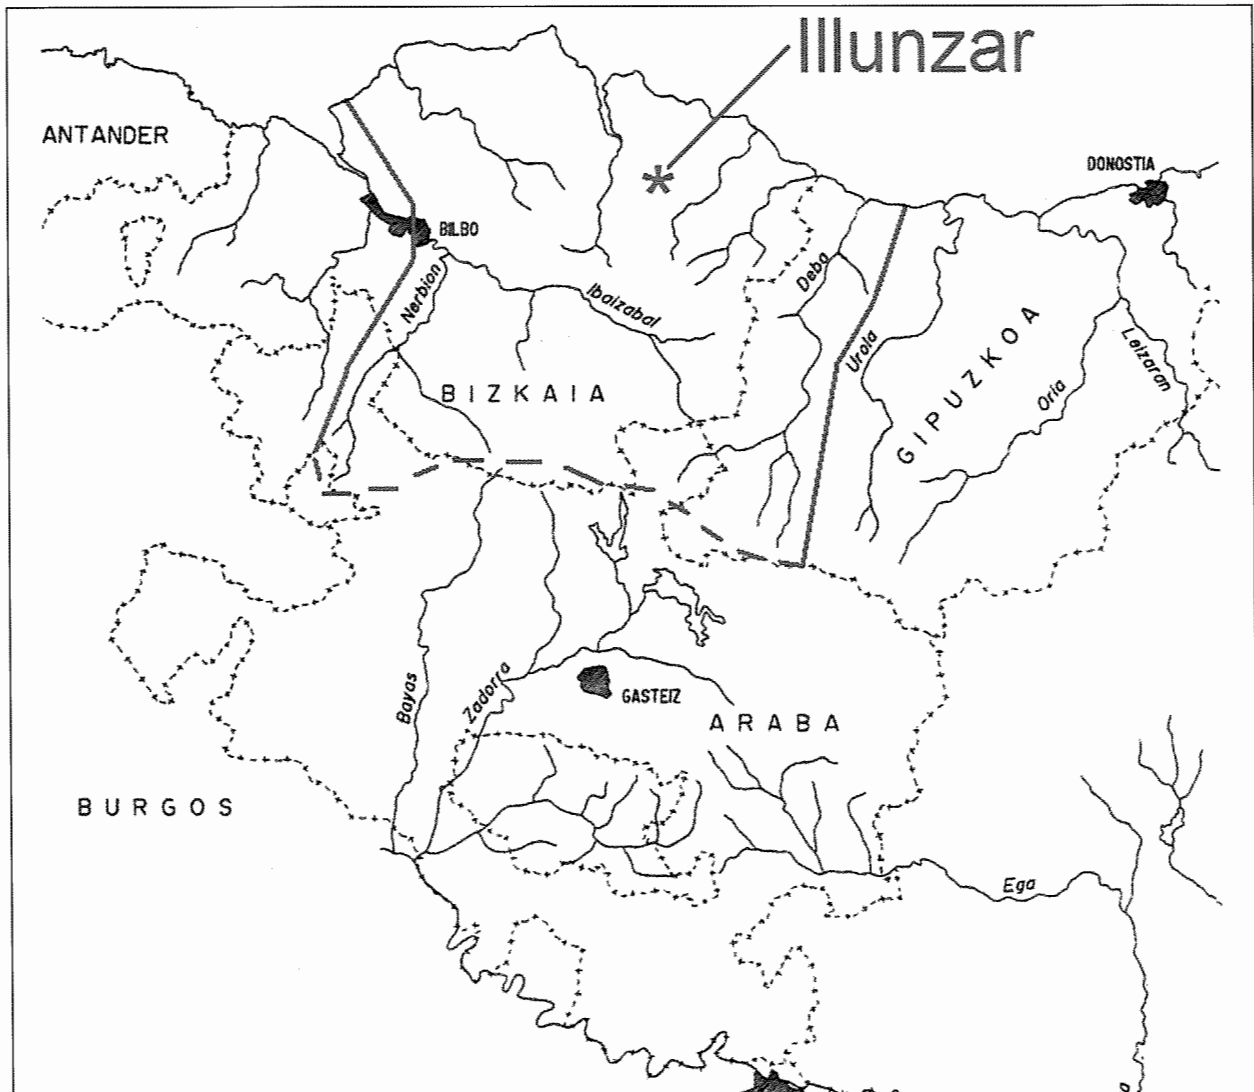 Illunzar
ANTANDER
DONOSTIA
BILBO
Nerbion
Ibaizabal
Deba
Urola
BIZKAIA
GIPUZKOA
Oria
Leizaran
Bayas
Zadorra
GASTEIZ
ARABA
BURGOS
Ega